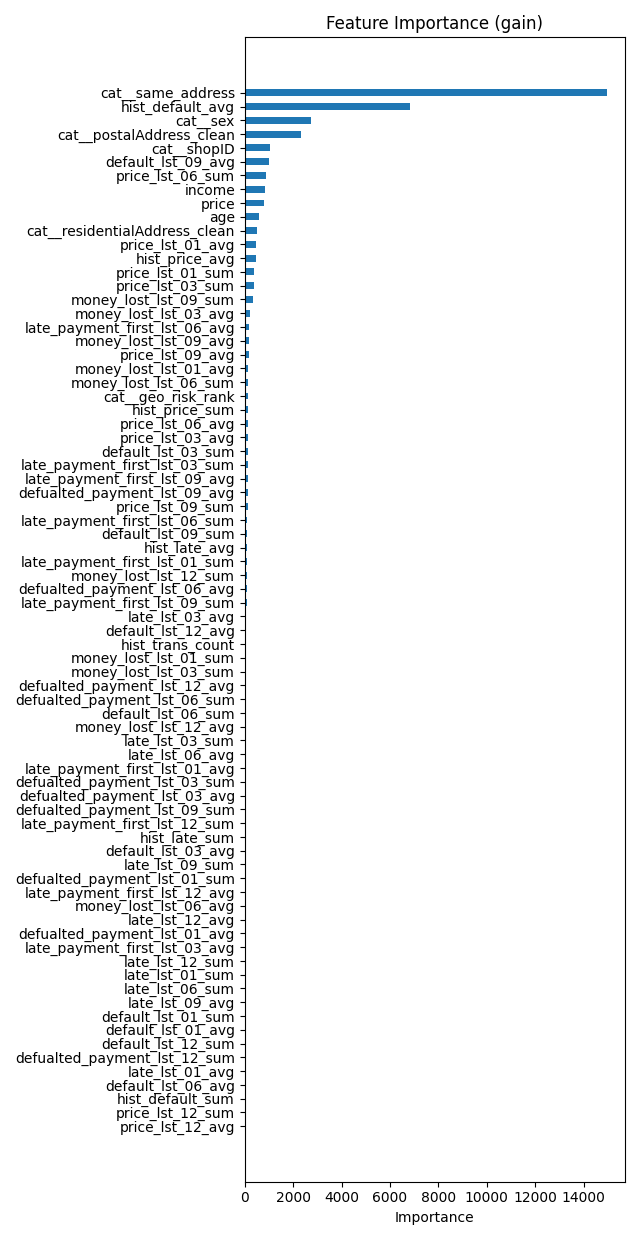 Feature Importance (gain)
cat__same_address
hist_default_avg
cat__sex
cat__postalAddress_clean
cat__shopID
default_lst_09_avg
price_lst_06_sum
income
price
age
cat__residentialAddress_clean
price_lst_01_avg
hist_price_avg
price_lst_01_sum
price_lst_03_sum
money_lost_lst_09_sum
money_lost_lst_03_avg
late_payment_first_lst_06_avg
money_lost_lst_09_avg
price_lst_09_avg
money_lost_lst_01_avg
money_lost_lst_06_sum
cat__geo_risk_rank
hist_price_sum
price_lst_06_avg
price_lst_03_avg
default_lst_03_sum
late_payment_first_lst_03_sum
late_payment_first_lst_09_avg
defualted_payment_lst_09_avg
price_lst_09_sum
late_payment_first_lst_06_sum
default_lst_09_sum
hist_late_avg
late_payment_first_lst_01_sum
money_lost_lst_12_sum
defualted_payment_lst_06_avg
late_payment_first_lst_09_sum
late_lst_03_avg
default_lst_12_avg
hist_trans_count
money_lost_lst_01_sum
money_lost_lst_03_sum
defualted_payment_lst_12_avg
defualted_payment_lst_06_sum
default_lst_06_sum
money_lost_lst_12_avg
late_lst_03_sum
late_lst_06_avg
late_payment_first_lst_01_avg
defualted_payment_lst_03_sum
defualted_payment_lst_03_avg
defualted_payment_lst_09_sum
late_payment_first_lst_12_sum
hist_late_sum
default_lst_03_avg
late_lst_09_sum
defualted_payment_lst_01_sum
late_payment_first_lst_12_avg
money_lost_lst_06_avg
late_lst_12_avg
defualted_payment_lst_01_avg
late_payment_first_lst_03_avg
late_lst_12_sum
late_lst_01_sum
late_lst_06_sum
late_lst_09_avg
default_lst_01_sum
default_lst_01_avg
default_lst_12_sum
defualted_payment_lst_12_sum
late_lst_01_avg
default_lst_06_avg
hist_default_sum
price_lst_12_sum
price_lst_12_avg
0 2000 4000 6000 8000 10000 12000 14000
Importance